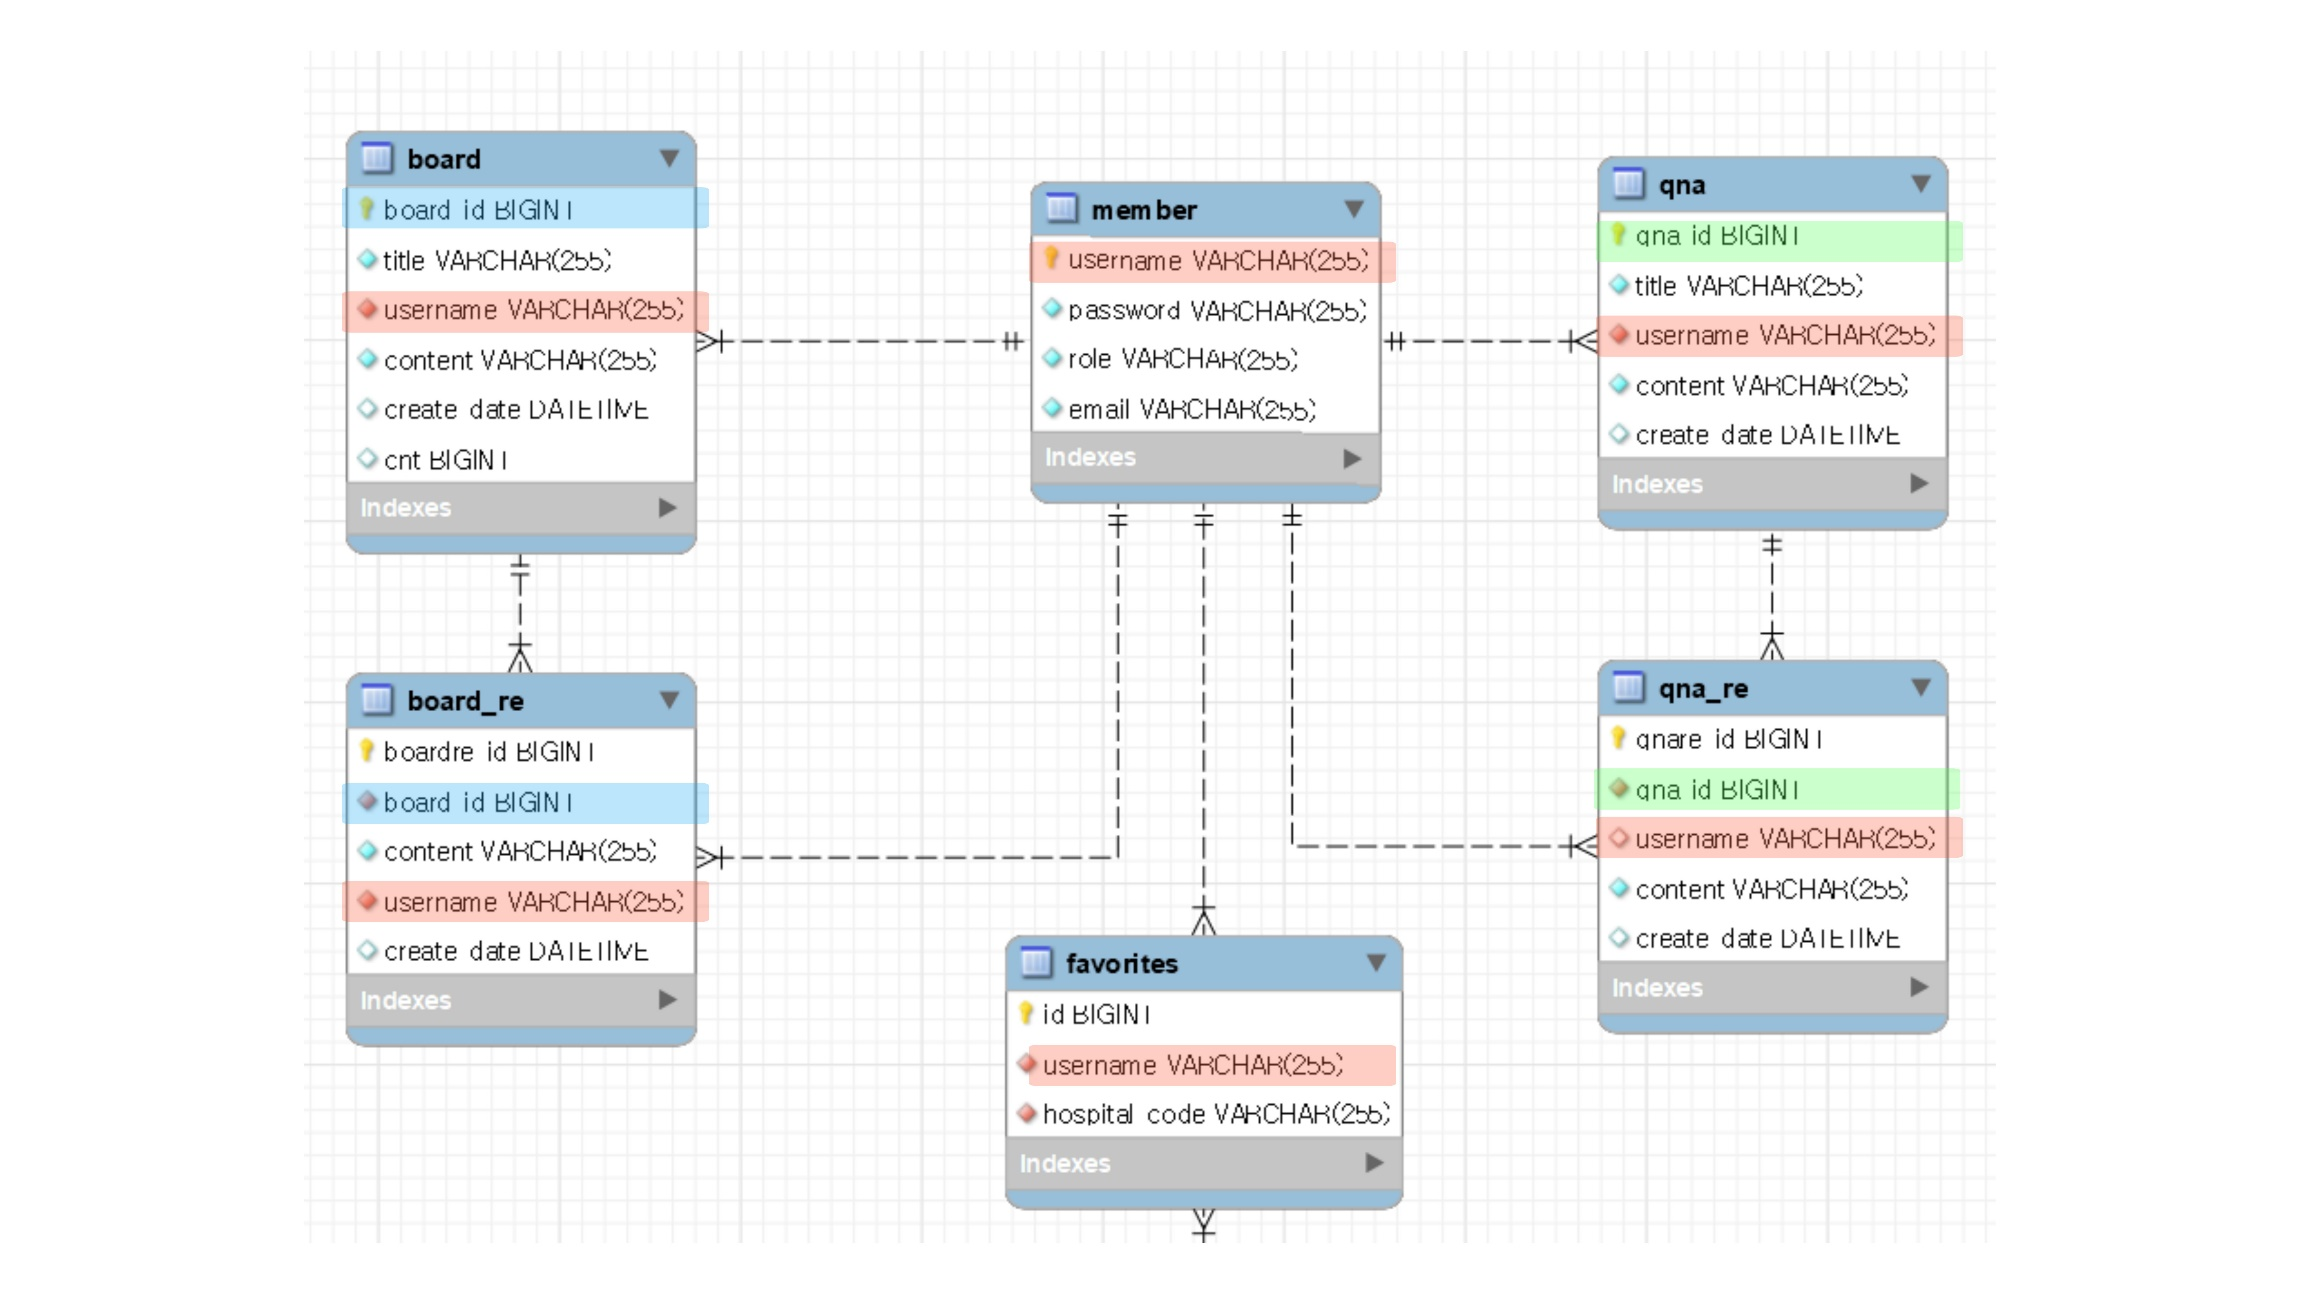 board
board_id BIGINT
title VARCHAR(255)
username VARCHAR(255)
content VARCHAR(255)
create_date DATETIME
cnt BIGINT
Indexes
member
username VARCHAR(255)
password VARCHAR(255)
role VARCHAR(255)
email VARCHAR(255)
Indexes
qna
qna_id BIGINT
title VARCHAR(255)
username VARCHAR(255)
content VARCHAR(255)
create_date DATETIME
Indexes
board_re
boardre_id BIGINT
board_id BIGINT
content VARCHAR(255)
username VARCHAR(255)
create_date DATETIME
Indexes
qna_re
qnare_id BIGINT
qna_id BIGINT
username VARCHAR(255)
content VARCHAR(255)
create_date DATETIME
Indexes
favorites
id BIGINT
username VARCHAR(255)
hospital_code VARCHAR(255)
Indexes